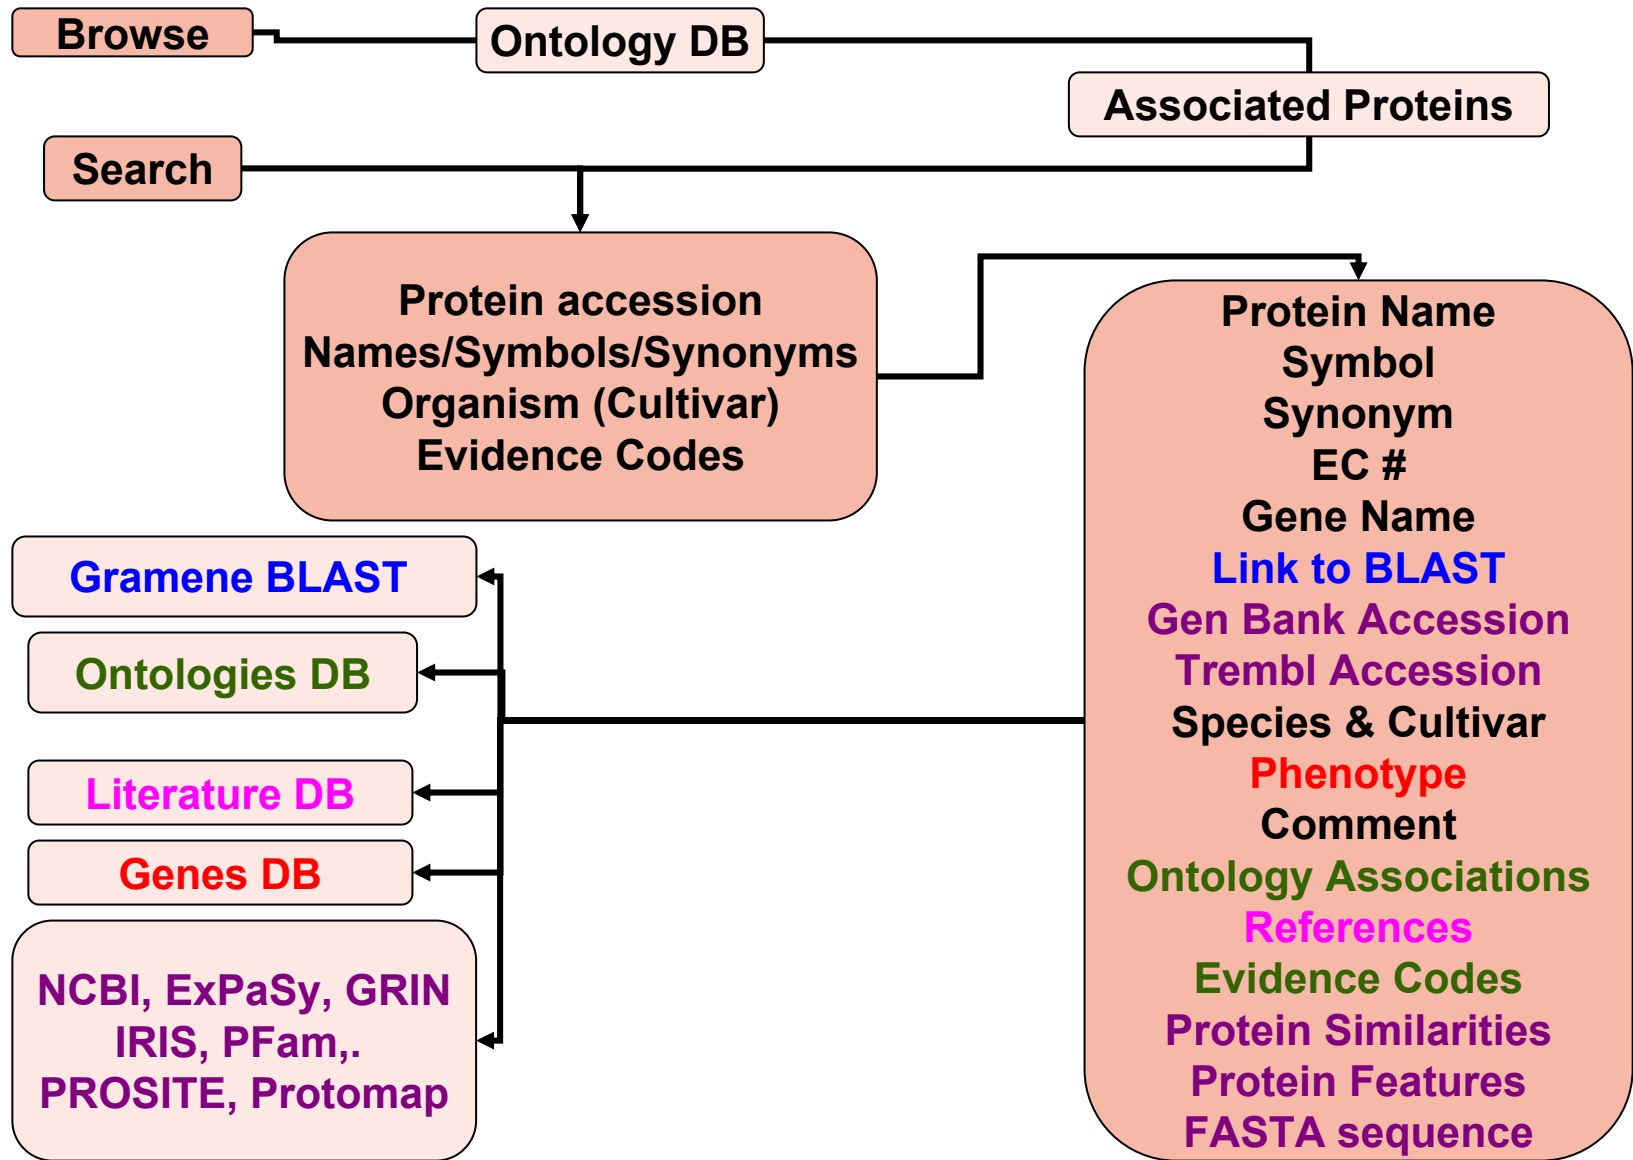 Browse
Ontology DB
Associated Proteins
Search
Protein accession
Names/Symbols/Synonyms
Organism (Cultivar)
Evidence Codes
Protein Name
Symbol
Synonym
EC #
Gene Name
Link to BLAST
Gen Bank Accession
Trembl Accession
Species & Cultivar
Phenotype
Comment
Ontology Associations
References
Evidence Codes
Protein Similarities
Protein Features
FASTA sequence
Gramene BLAST
Ontologies DB
Literature DB
Genes DB
NCBI, ExPaSy, GRIN
IRIS, PFam,.
PROSITE, Protomap